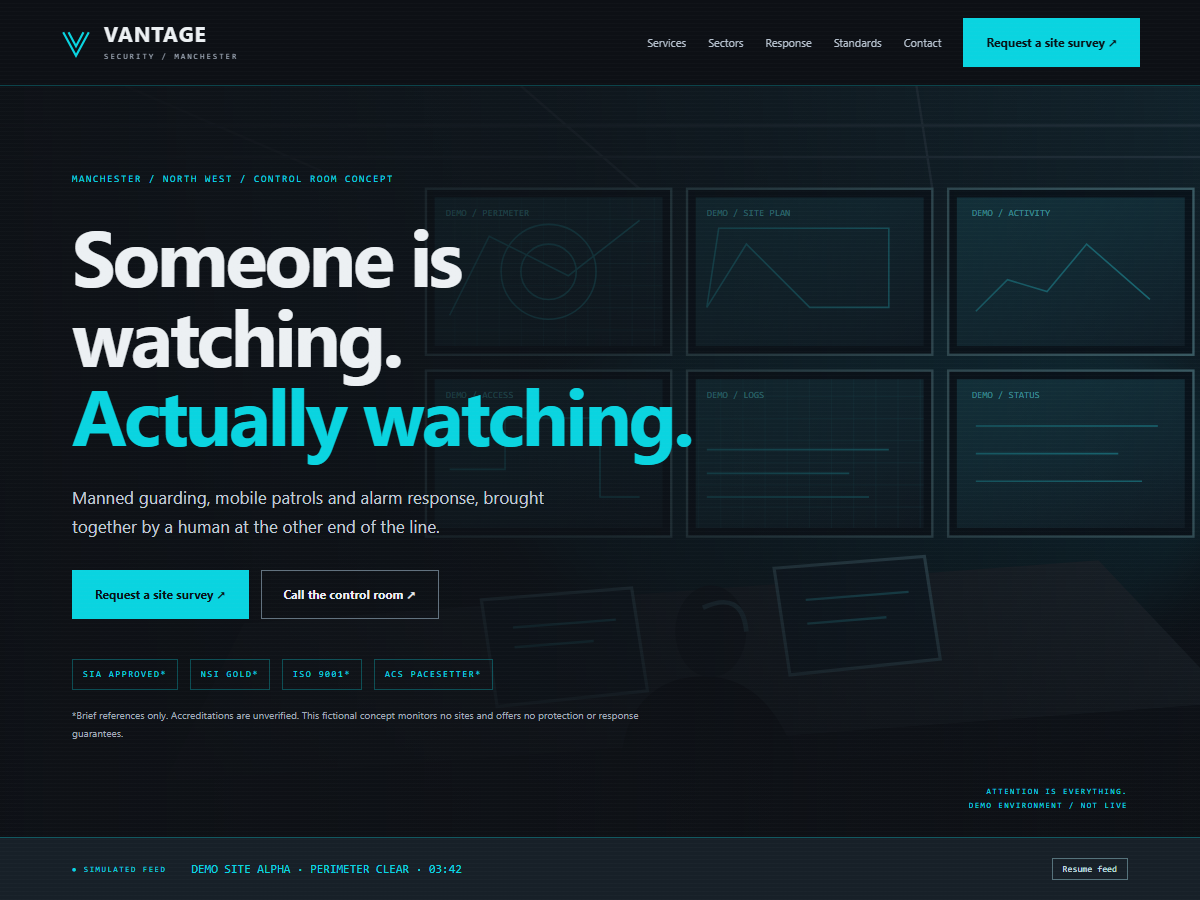 VANTAGE
SECURITY / MANCHESTER
Services
Sectors
Response
Standards
Contact
Request a site survey ↗
MANCHESTER / NORTH WEST / CONTROL ROOM CONCEPT
DEMO / PERIMETER
DEMO / SITE PLAN
DEMO / ACTIVITY
Someone is
watching.
Actually watching.
DEMO / ACCESS
DEMO / LOGS
DEMO / STATUS
Manned guarding, mobile patrols and alarm response, brought
together by a human at the other end of the line.
Request a site survey ↗
Call the control room ↗
SIA APPROVED*
NSI GOLD*
ISO 9001*
ACS PACESETTER*
*Brief references only. Accreditations are unverified. This fictional concept monitors no sites and offers no protection or response
guarantees.
ATTENTION IS EVERYTHING.
DEMO ENVIRONMENT / NOT LIVE
● SIMULATED FEED
DEMO SITE ALPHA · PERIMETER CLEAR · 03:42
Resume feed